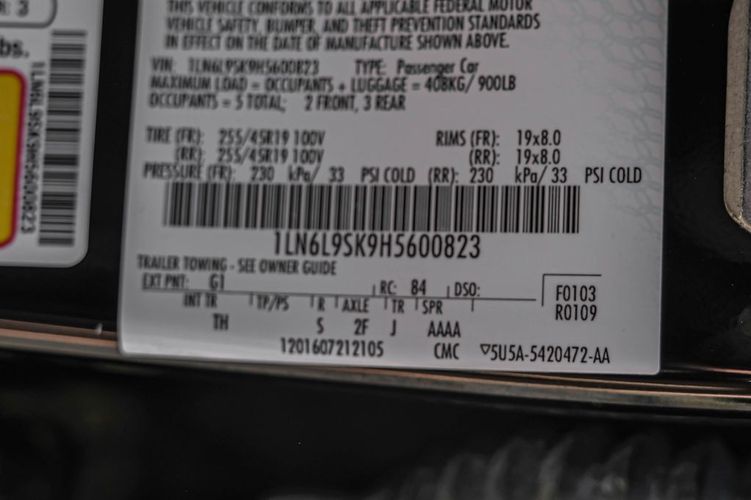 R: 3
bs.
1LN6L9SK9H5600823
THIS VEHICLE CONFORMS TO ALL APPLICABLE FEDERAL MOTOR
VEHICLE SAFETY, BUMPER, AND THEFT PREVENTION STANDARDS
IN EFFECT ON THE DATE OF MANUFACTURE SHOWN ABOVE.
VIN: 1LN6L9SK9H5600823 TYPE: Passenger Car
MAXIMUM LOAD = OCCUPANTS + LUGGAGE = 408KG/ 900LB
OCCUPANTS = 5 TOTAL; 2 FRONT, 3 REAR
TIRE (FR): 255/45R19 100V RIMS (FR): 19x8.0
(RR): 255/45R19 100V (RR): 19x8.0
PRESSURE (FR): 230 kPa/ 33 PSI COLD (RR): 230 kPa/ 33 PSI COLD
1LN6L9SK9H5600823
TRAILER TOWING - SEE OWNER GUIDE
EXT PNT: G1 RC: 84 DSO: F0103
INT TR TP/PS R AXLE TR SPR R0109
TH S 2F J AAAA
1201607212105 CMC ▽5U5A-5420472-AA